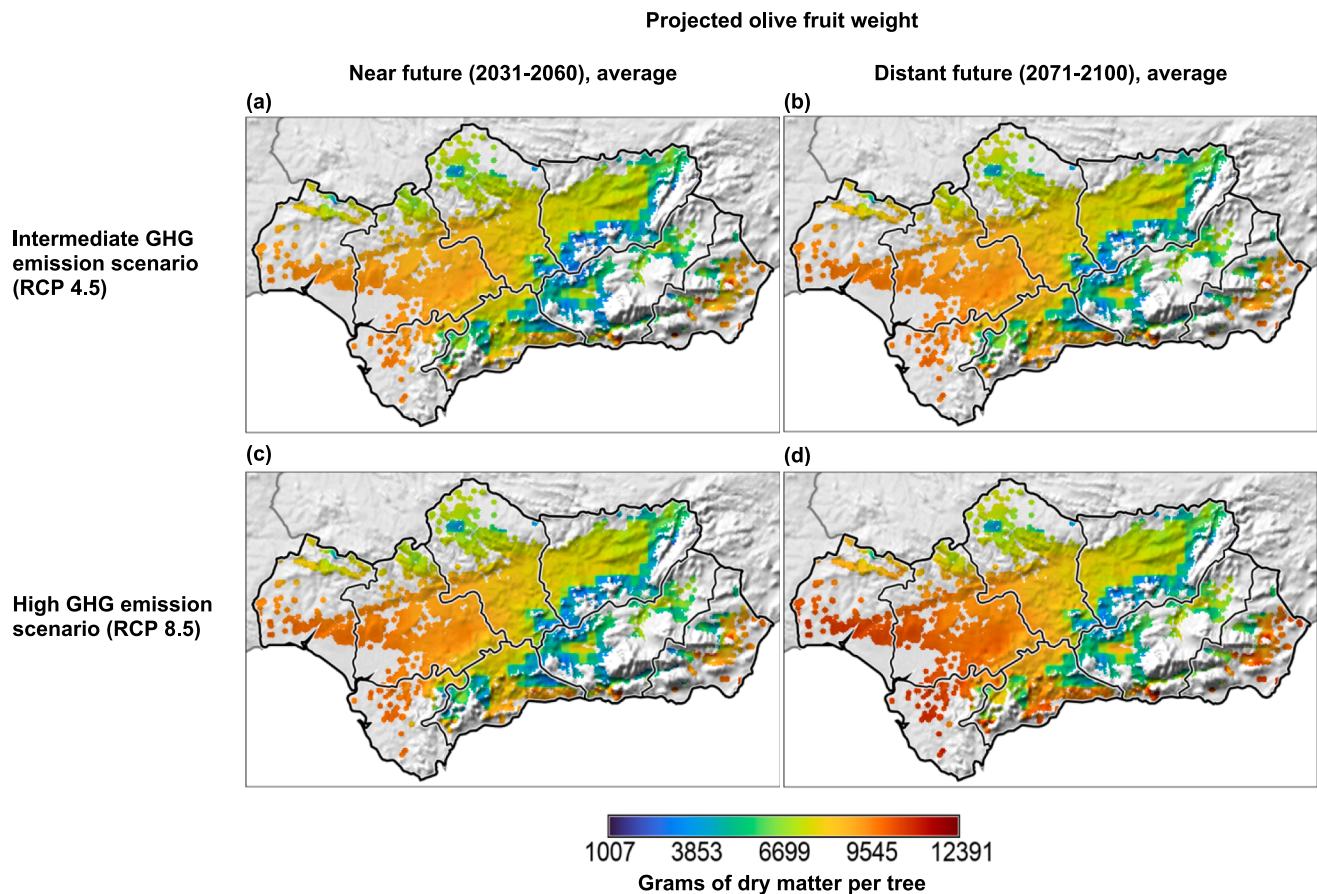 Projected olive fruit weight
Near future (2031-2060), average
Distant future (2071-2100), average
(a)
(b)
Intermediate GHG
emission scenario
(RCP 4.5)
(c)
(d)
High GHG emission
scenario (RCP 8.5)
1007 3853 6699 9545 12391
Grams of dry matter per tree